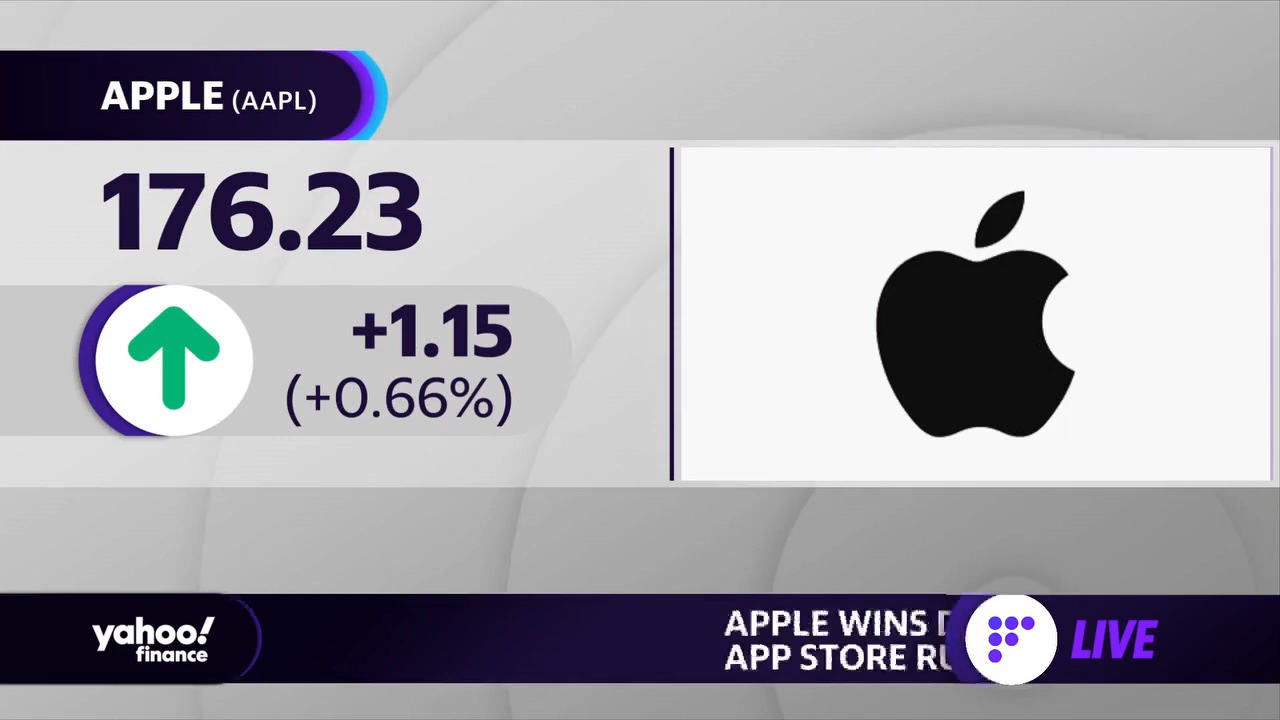 APPLE (AAPL)
176.23
+1.15
(+0.66%)
yahoo!
finance
APPLE WINS
APP STORE
LIVE